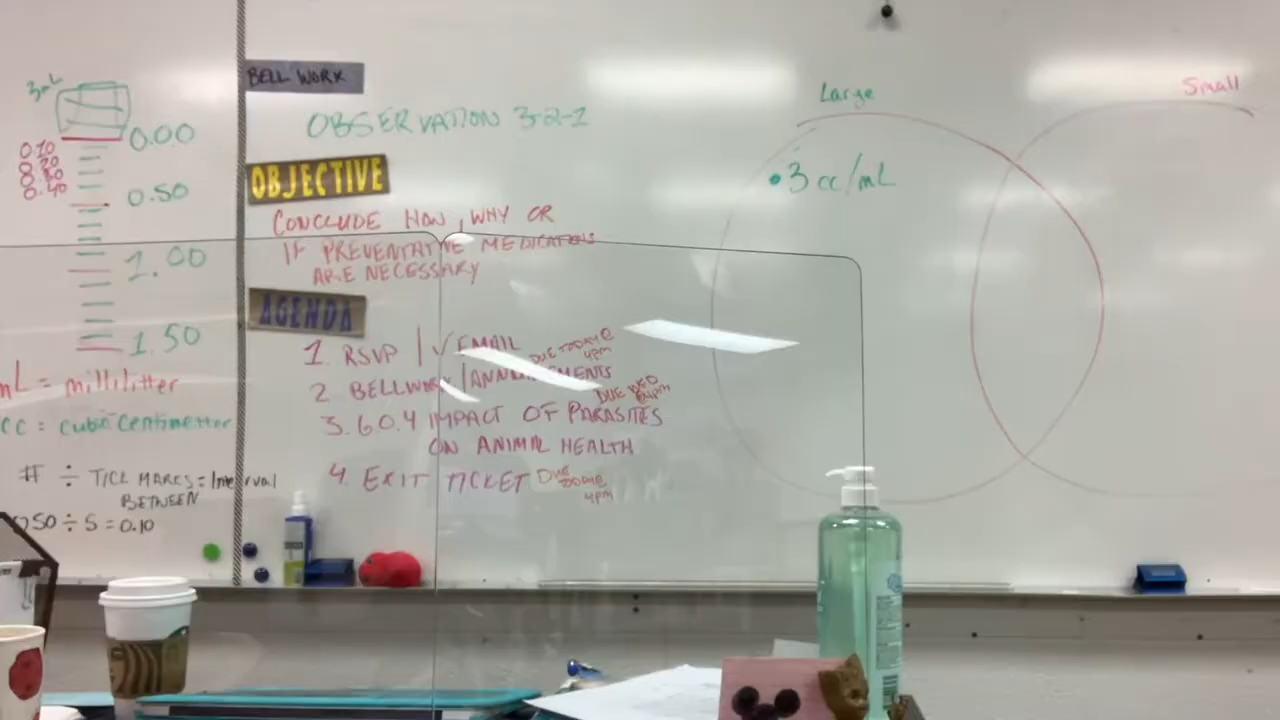 3mL
0.00
0.10
0.20
0.30
0.40
0.50
1.00
1.50
mL = millilitter
cc = cubic centimetter
# ÷ TICK MARKS = Interval
BETWEEN
0.50 ÷ 5 = 0.10
BELL WORK
OBSERVATION 3-2-1
OBJECTIVE
CONCLUDE HOW, WHY OR
IF PREVENTATIVE MEDICATIONS
ARE NECESSARY
AGENDA
1. RSVP / √ EMAIL
DUE TODAY @
4pm
2 BELLWORK / ANNOUNCEMENTS
DUE WED
@ 4pm
3. 6.0.4 IMPACT OF PARASITES
ON ANIMAL HEALTH
4 EXIT TICKET
DUE
TODAY @
4pm
Large
Small
• 3 cc/mL